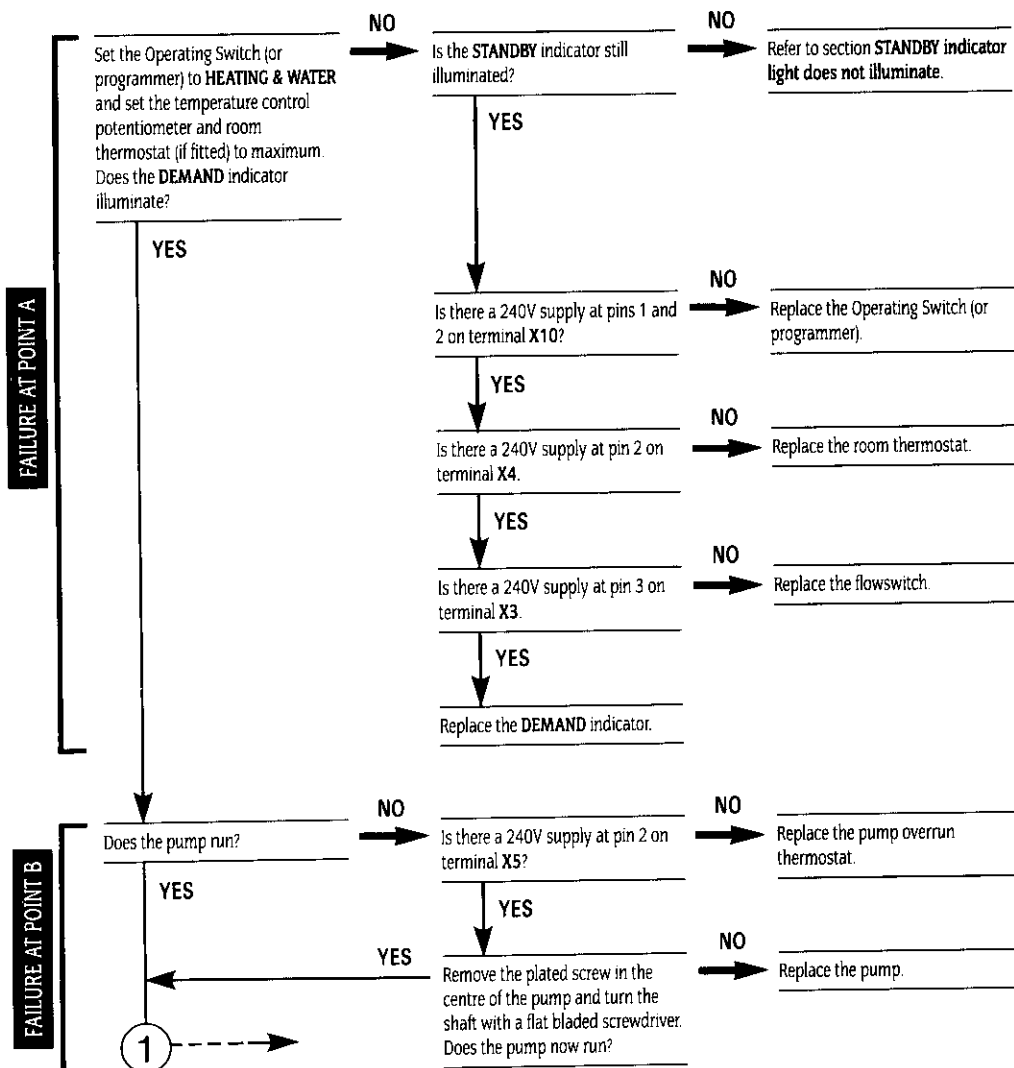 FAILURE AT POINT A
Set the Operating Switch (or
programmer) to HEATING & WATER
and set the temperature control
potentiometer and room
thermostat (if fitted) to maximum.
Does the DEMAND indicator
illuminate?
NO
Is the STANDBY indicator still
illuminated?
NO
Refer to section STANDBY indicator
light does not illuminate.
YES
YES
Is there a 240V supply at pins 1 and
2 on terminal X10?
NO
Replace the Operating Switch (or
programmer).
YES
Is there a 240V supply at pin 2 on
terminal X4.
NO
Replace the room thermostat.
YES
Is there a 240V supply at pin 3 on
terminal X3.
NO
Replace the flowswitch.
YES
Replace the DEMAND indicator.
FAILURE AT POINT B
Does the pump run?
NO
Is there a 240V supply at pin 2 on
terminal X5?
NO
Replace the pump overrun
thermostat.
YES
YES
Remove the plated screw in the
centre of the pump and turn the
shaft with a flat bladed screwdriver.
Does the pump now run?
YES
NO
Replace the pump.
1